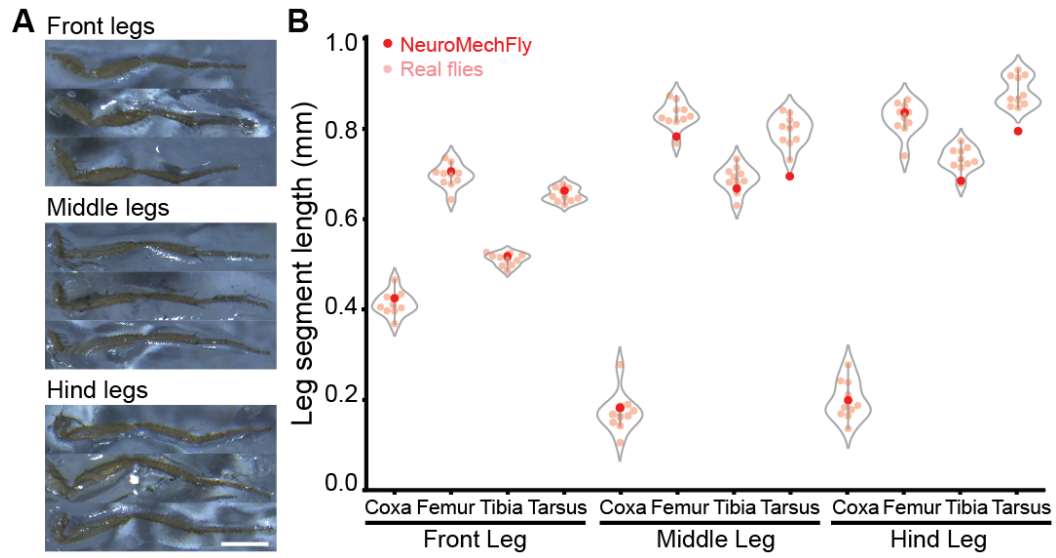 A
Front legs
Middle legs
Hind legs
B
NeuroMechFly
Real flies
Leg segment length (mm)
1.0
0.8
0.6
0.4
0.2
0.0
Coxa Femur Tibia Tarsus Coxa Femur Tibia Tarsus Coxa Femur Tibia Tarsus
Front Leg Middle Leg Hind Leg